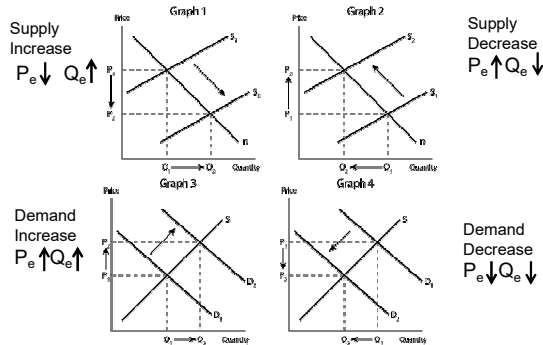 Supply
Increase
Pe↓ Qe↑
Graph 1
Price
S1
S2
P1
P2
D
Q1 → Q2
Quantity
Graph 2
Price
S2
S1
P2
P1
D
Q2 ← Q1
Quantity
Supply
Decrease
Pe↑Qe↓
Demand
Increase
Pe↑Qe↑
Graph 3
Price
S
P2
P1
D2
D1
Q1 → Q2
Quantity
Graph 4
Price
S
P1
P2
D1
D2
Q2 ← Q1
Quantity
Demand
Decrease
Pe↓Qe↓